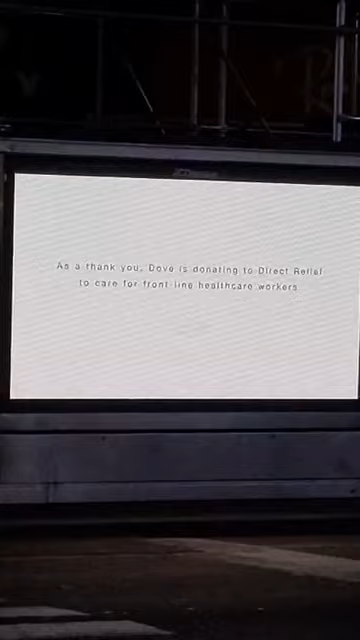 As a thank you, Dove is donating to Direct Relief
to care for front line healthcare workers